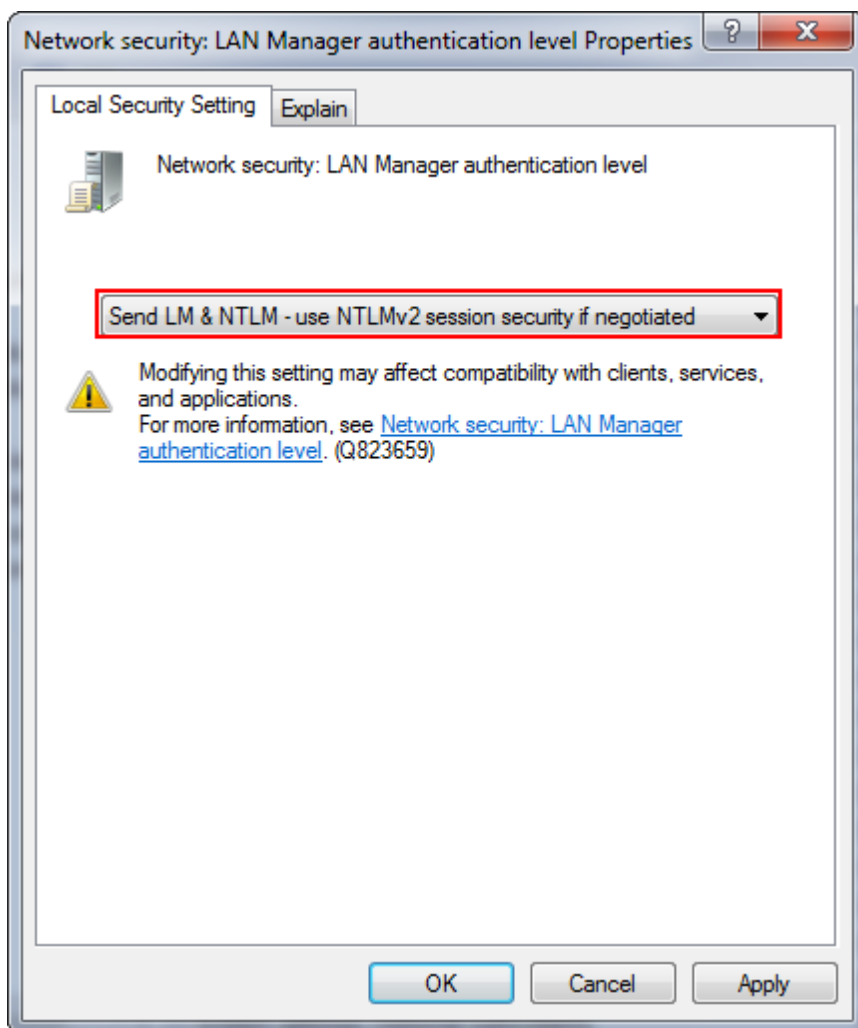 Network security: LAN Manager authentication level Properties
Local Security Setting
Explain
Network security: LAN Manager authentication level
Send LM & NTLM - use NTLMv2 session security if negotiated
Modifying this setting may affect compatibility with clients, services,
and applications.
For more information, see Network security: LAN Manager
authentication level. (Q823659)
OK
Cancel
Apply